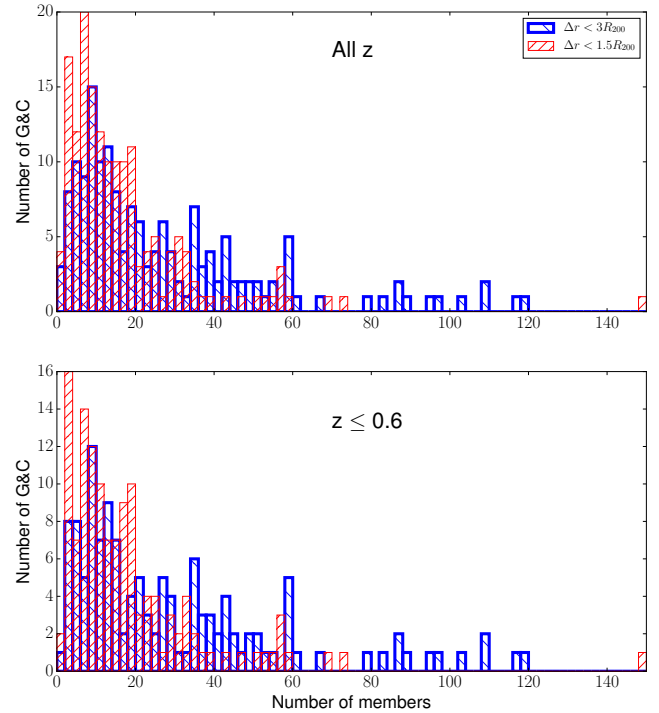 20
15
10
5
0
Number of G&C
All z
Δr < 3R₂₀₀
Δr < 1.5R₂₀₀
0 20 40 60 80 100 120 140
16
14
12
10
8
6
4
2
0
Number of G&C
z ≤ 0.6
0 20 40 60 80 100 120 140
Number of members